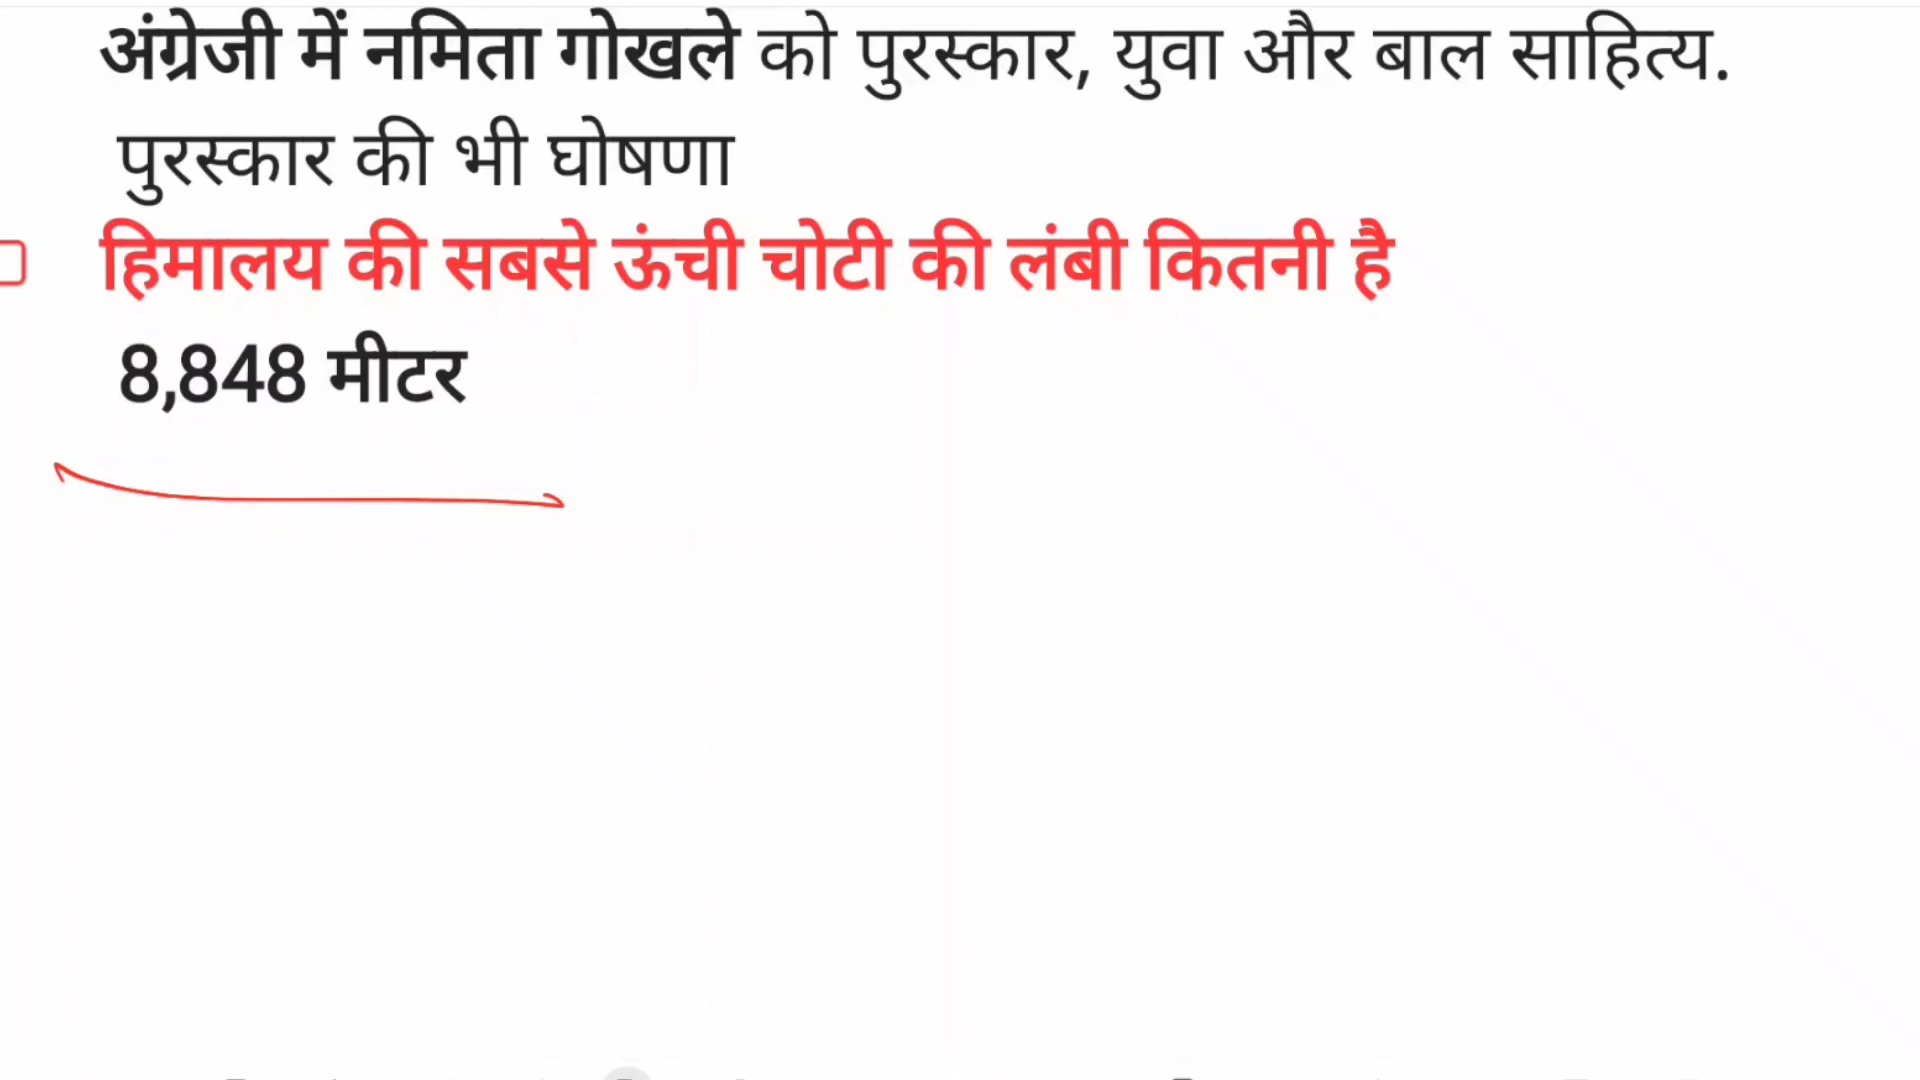 अंग्रेजी में नमिता गोखले को पुरस्कार, युवा और बाल साहित्य.
पुरस्कार की भी घोषणा
हिमालय की सबसे ऊंची चोटी की लंबी कितनी है
8,848 मीटर